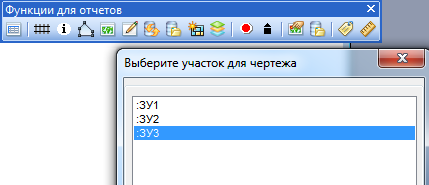 Функции для отчетов
Выберите участок для чертежа
:ЗУ1
:ЗУ2
:ЗУ3